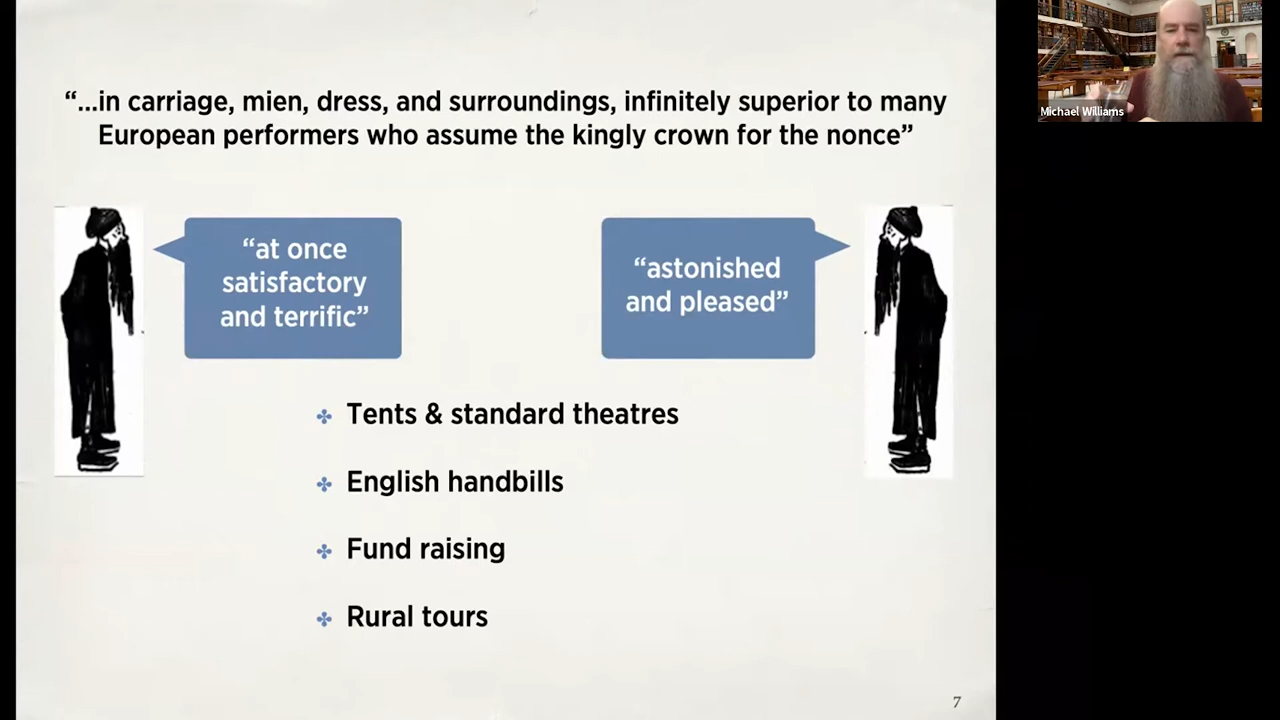 “...in carriage, mien, dress, and surroundings, infinitely superior to many
European performers who assume the kingly crown for the nonce”
“at once
satisfactory
and terrific”
“astonished
and pleased”
Tents & standard theatres
English handbills
Fund raising
Rural tours
7
Michael Williams